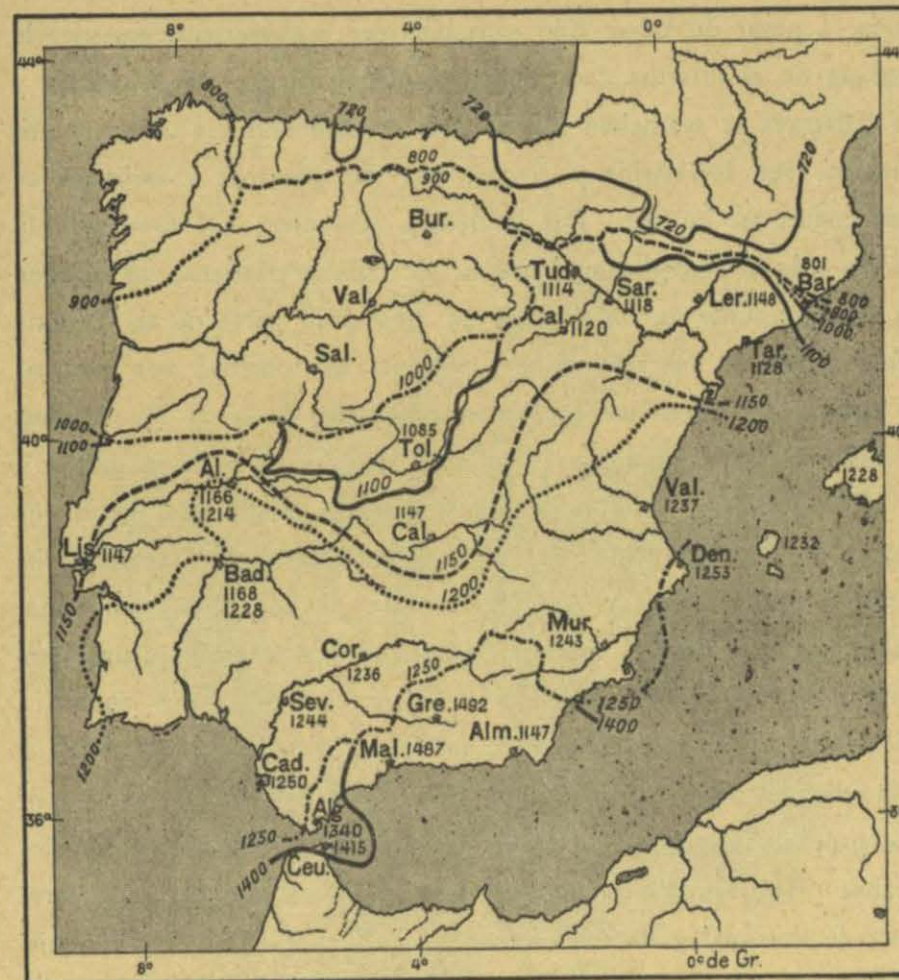 8° 4° 0°
44° 44
800
720
720
800
900
720
720
Bur.
900
Tud.
1114
801
Bar.
800
900
1000
1100
Val.
Sar.
1118
Ler. 1148
Cal.
1120
Tar.
1128
Sal.
1000
1150
1200
1000
1100
40° 40
1085
Tol.
1100
Al.
1166
1214
1228
1147
Cal.
Val.
1237
Lis.
1147
1150
1200
1232
Den.
1253
Bad.
1168
1228
1150
Mur.
1243
Cor.
1236
1250
1250
1400
Sev.
1244
Gre. 1492
Alm. 1147
1200
Mal. 1487
Cad.
1250
36° 3
Alg
1340
1415
1250
1400
Ceu.
8° 4° 0° de Gr.